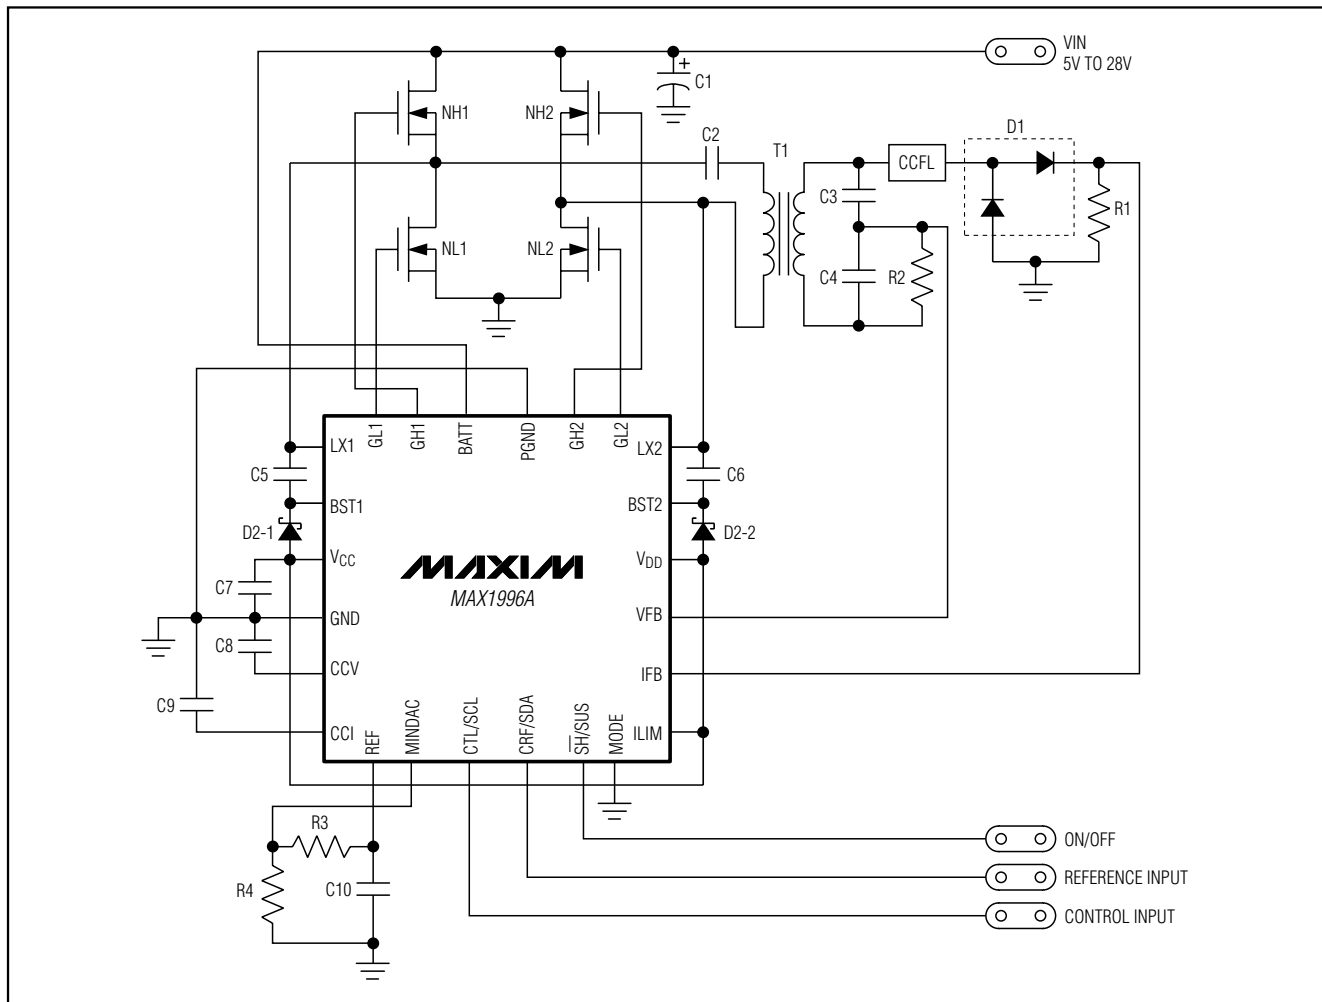 VIN
5V TO 28V
+
C1
NH1
NH2
C2
T1
D1
CCFL
C3
R1
NL1
NL2
C4
R2
GL1
GH1
BATT
PGND
GH2
GL2
LX1
LX2
C5
C6
BST1
BST2
D2-1
D2-2
VCC
VDD
C7
MAXIM
MAX1996A
GND
VFB
C8
CCV
IFB
C9
CCI
REF
MINDAC
CTL/SCL
CRF/SDA
SH/SUS
MODE
ILIM
R3
ON/OFF
R4
C10
REFERENCE INPUT
CONTROL INPUT